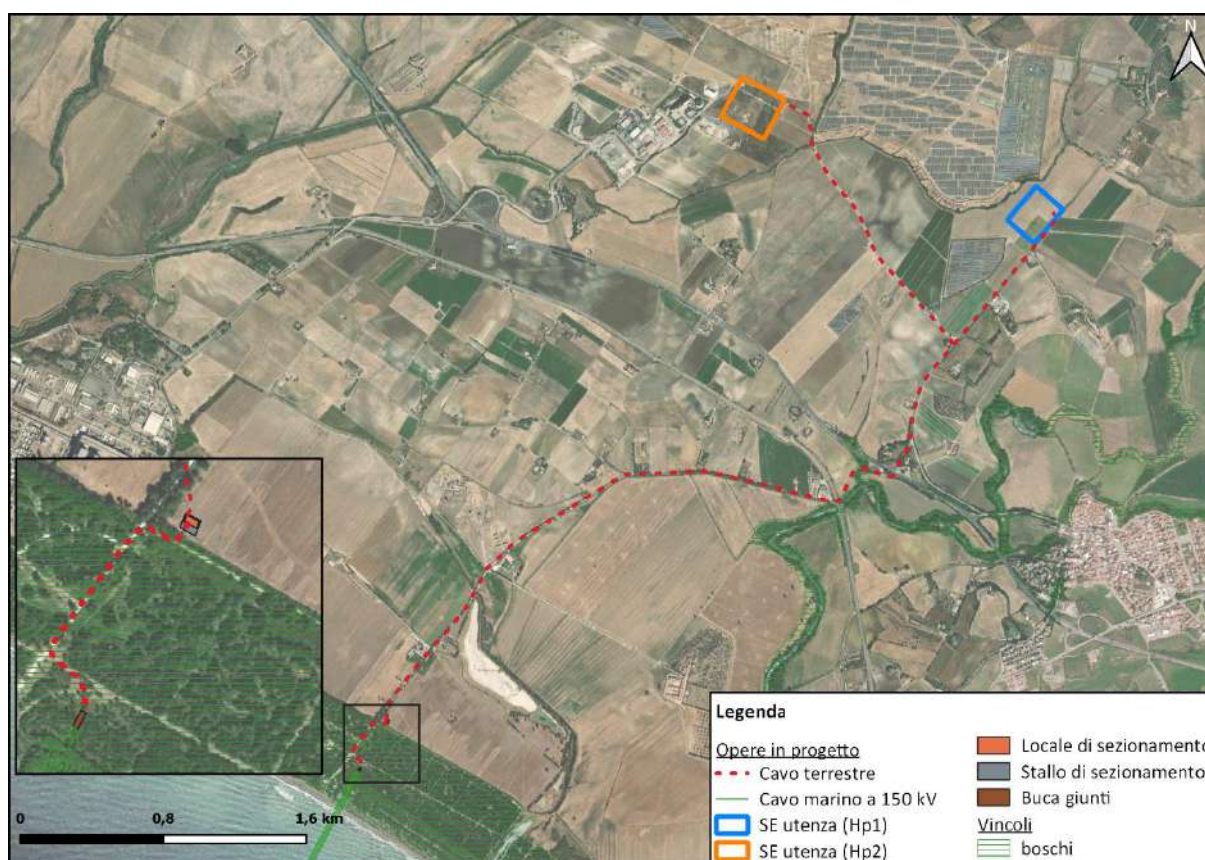 N
0
0,8
1,6 km
Legenda
Opere in progetto
Cavo terrestre
Cavo marino a 150 kV
SE utenza (Hp1)
SE utenza (Hp2)
Locale di sezionamento
Stallo di sezionamento
Buca giunti
Vincoli
boschi